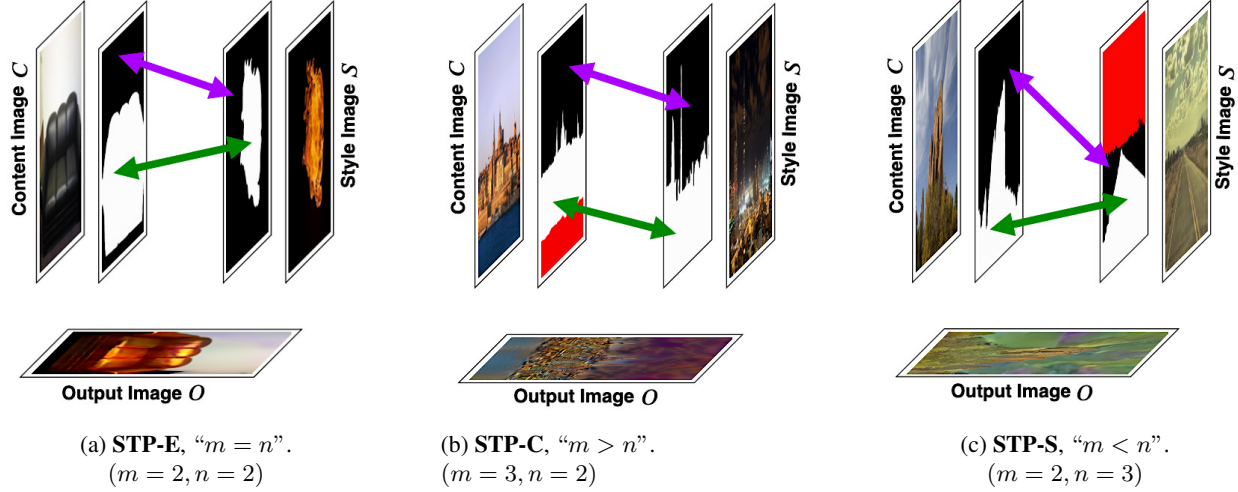 Content Image C
Style Image S
Output Image O
(a) STP-E, “m = n”.
(m = 2, n = 2)
Content Image C
Style Image S
Output Image O
(b) STP-C, “m > n”.
(m = 3, n = 2)
Content Image C
Style Image S
Output Image O
(c) STP-S, “m < n”.
(m = 2, n = 3)